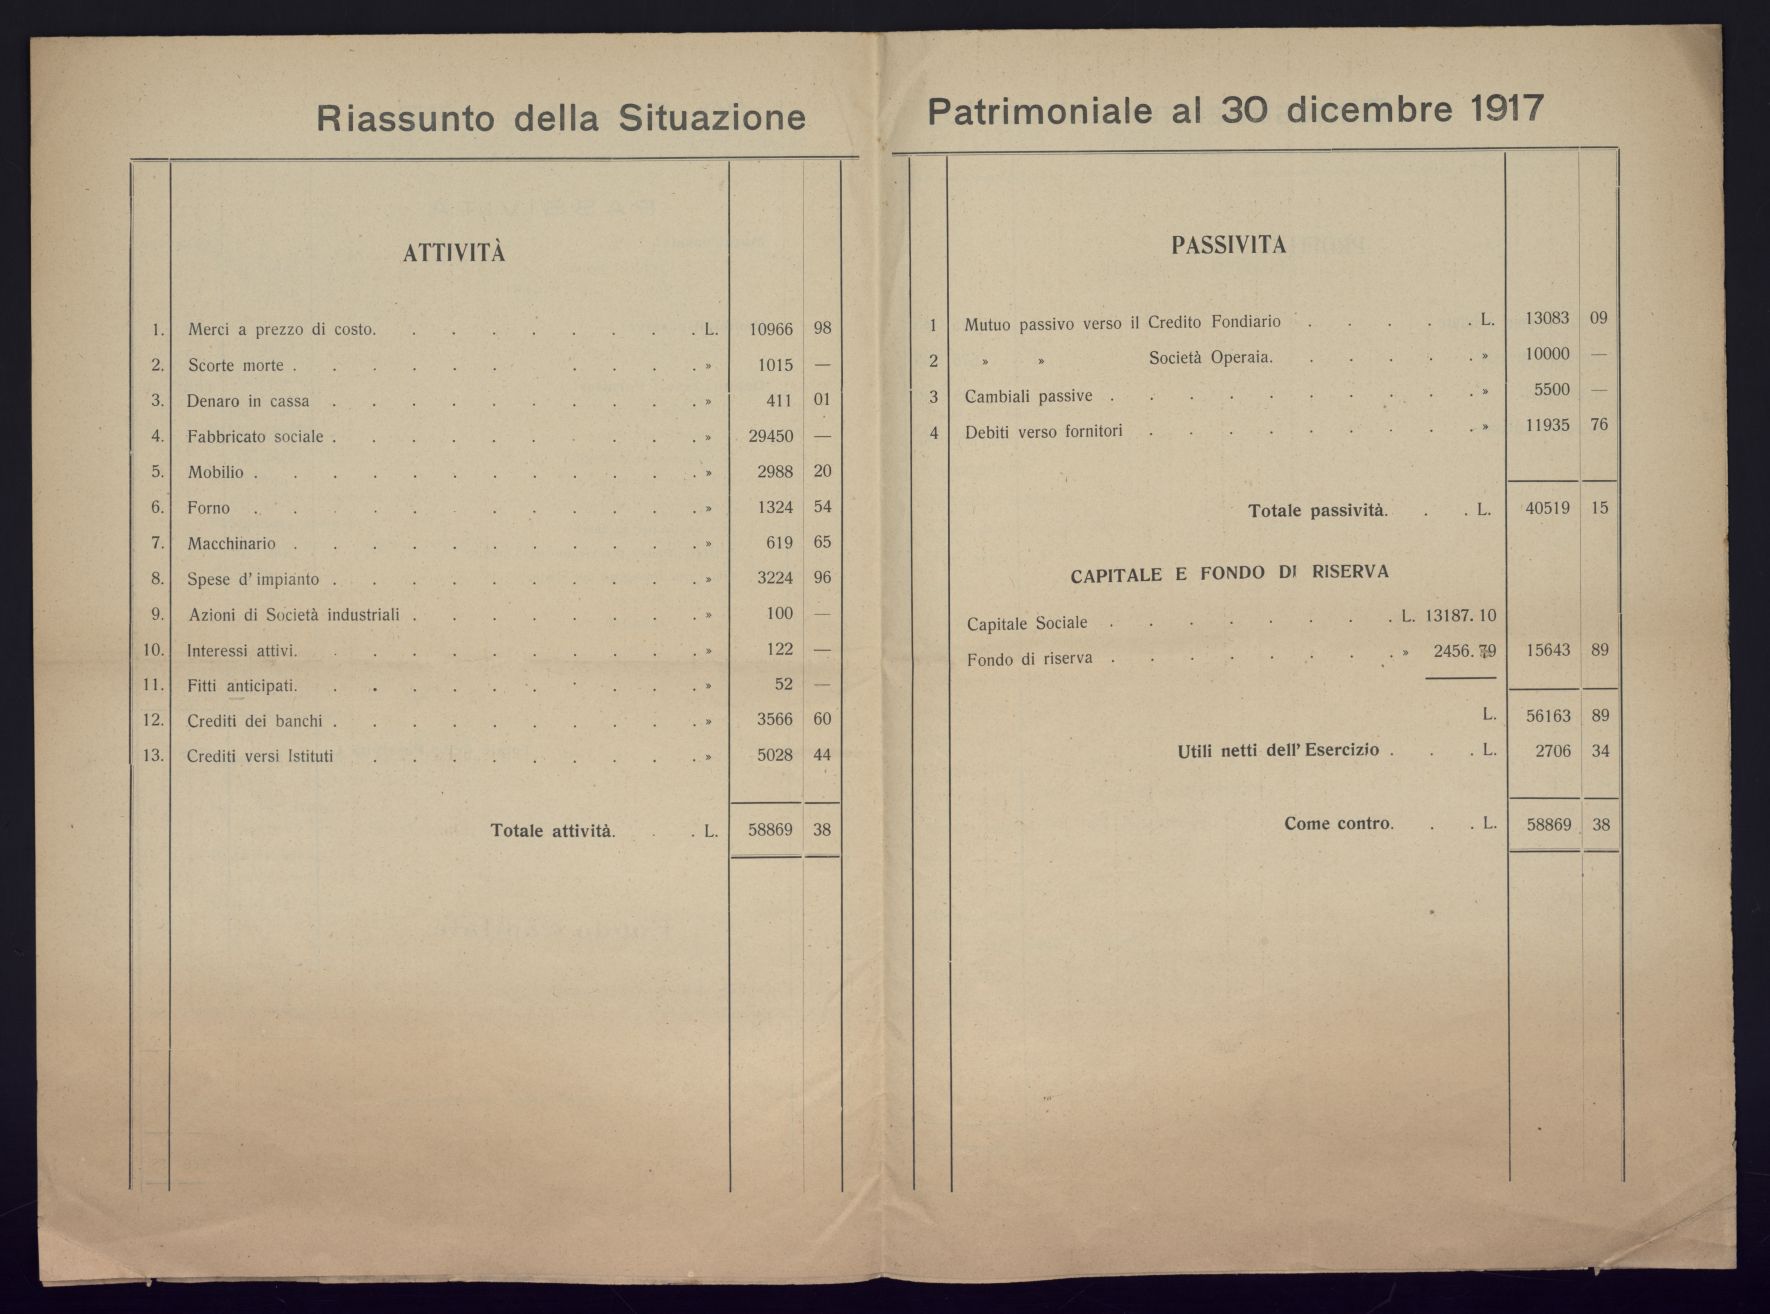 Riassunto della Situazione Patrimoniale al 30 dicembre 1917
ATTIVITÀ
1. Merci a prezzo di costo. . . . . . . . . L. 10966 98
2. Scorte morte . . . . . . . . . . » 1015 —
3. Denaro in cassa . . . . . . . . . . » 411 01
4. Fabbricato sociale . . . . . . . . . . » 29450 —
5. Mobilio . . . . . . . . . . . . » 2988 20
6. Forno . . . . . . . . . . . » 1324 54
7. Macchinario . . . . . . . . . . . » 619 65
8. Spese d'impianto . . . . . . . . . . » 3224 96
9. Azioni di Società industriali . . . . . . . . » 100 —
10. Interessi attivi. . . . . . . . . . . » 122 —
11. Fitti anticipati. . . . . . . . . . . » 52 —
12. Crediti dei banchi . . . . . . . . . . » 3566 60
13. Crediti versi Istituti . . . . . . . . . » 5028 44
Totale attività. . . L. 58869 38
PASSIVITA
1 Mutuo passivo verso il Credito Fondiario . . . . . L. 13083 09
2 » » Società Operaia. . . . . . » 10000 —
3 Cambiali passive . . . . . . . . . . » 5500 —
4 Debiti verso fornitori . . . . . . . . . » 11935 76
Totale passività. . . L. 40519 15
CAPITALE E FONDO DI RISERVA
Capitale Sociale . . . . . . . . L. 13187.10
Fondo di riserva . . . . . . . . » 2456.79 15643 89
L. 56163 89
Utili netti dell'Esercizio . . . L. 2706 34
Come contro. . . L. 58869 38